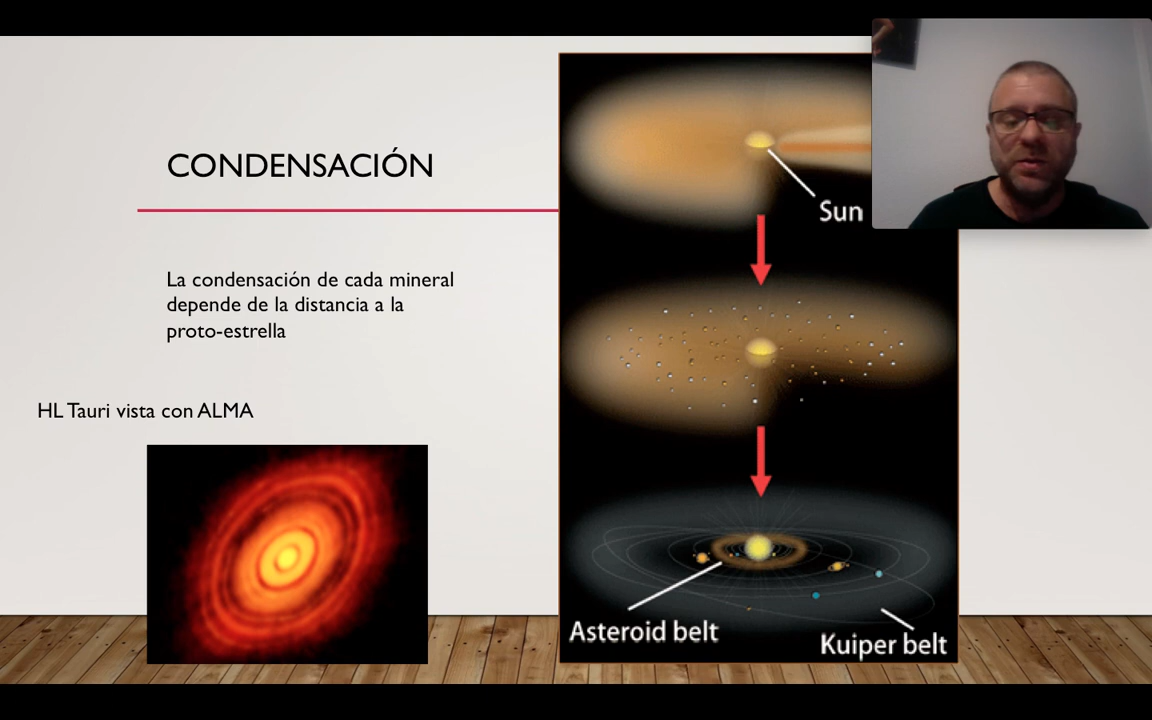 CONDENSACIÓN
La condensación de cada mineral
depende de la distancia a la
proto-estrella
HL Tauri vista con ALMA
Sun
Asteroid belt
Kuiper belt